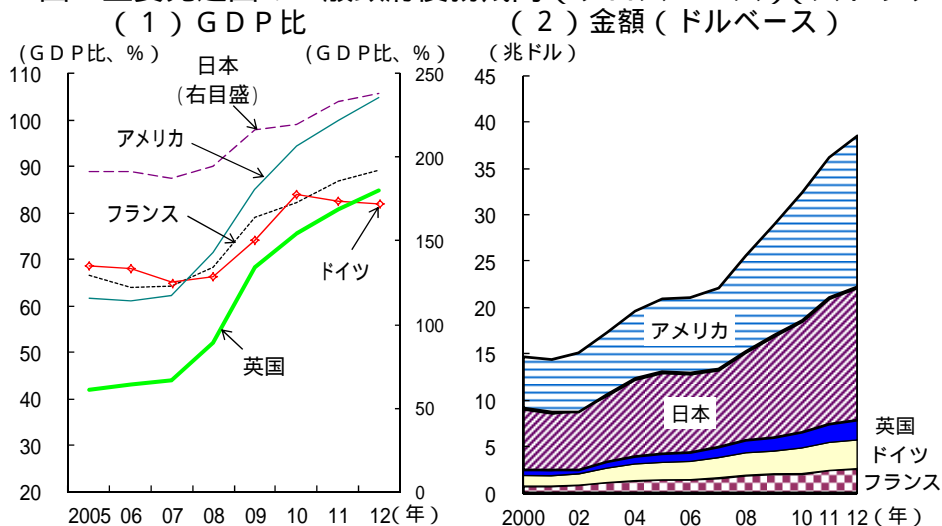 (1)GDP比
(2)金額(ドルベース)
(GDP比、%)
(GDP比、%)
110
100
90
80
70
60
50
40
30
20
250
200
150
100
50
0
日本
(右目盛)
アメリカ
フランス
ドイツ
英国
2005 06 07 08 09 10 11 12(年)
(兆ドル)
45
40
35
30
25
20
15
10
5
0
アメリカ
日本
英国
ドイツ
フランス
2000 02 04 06 08 10 12(年)